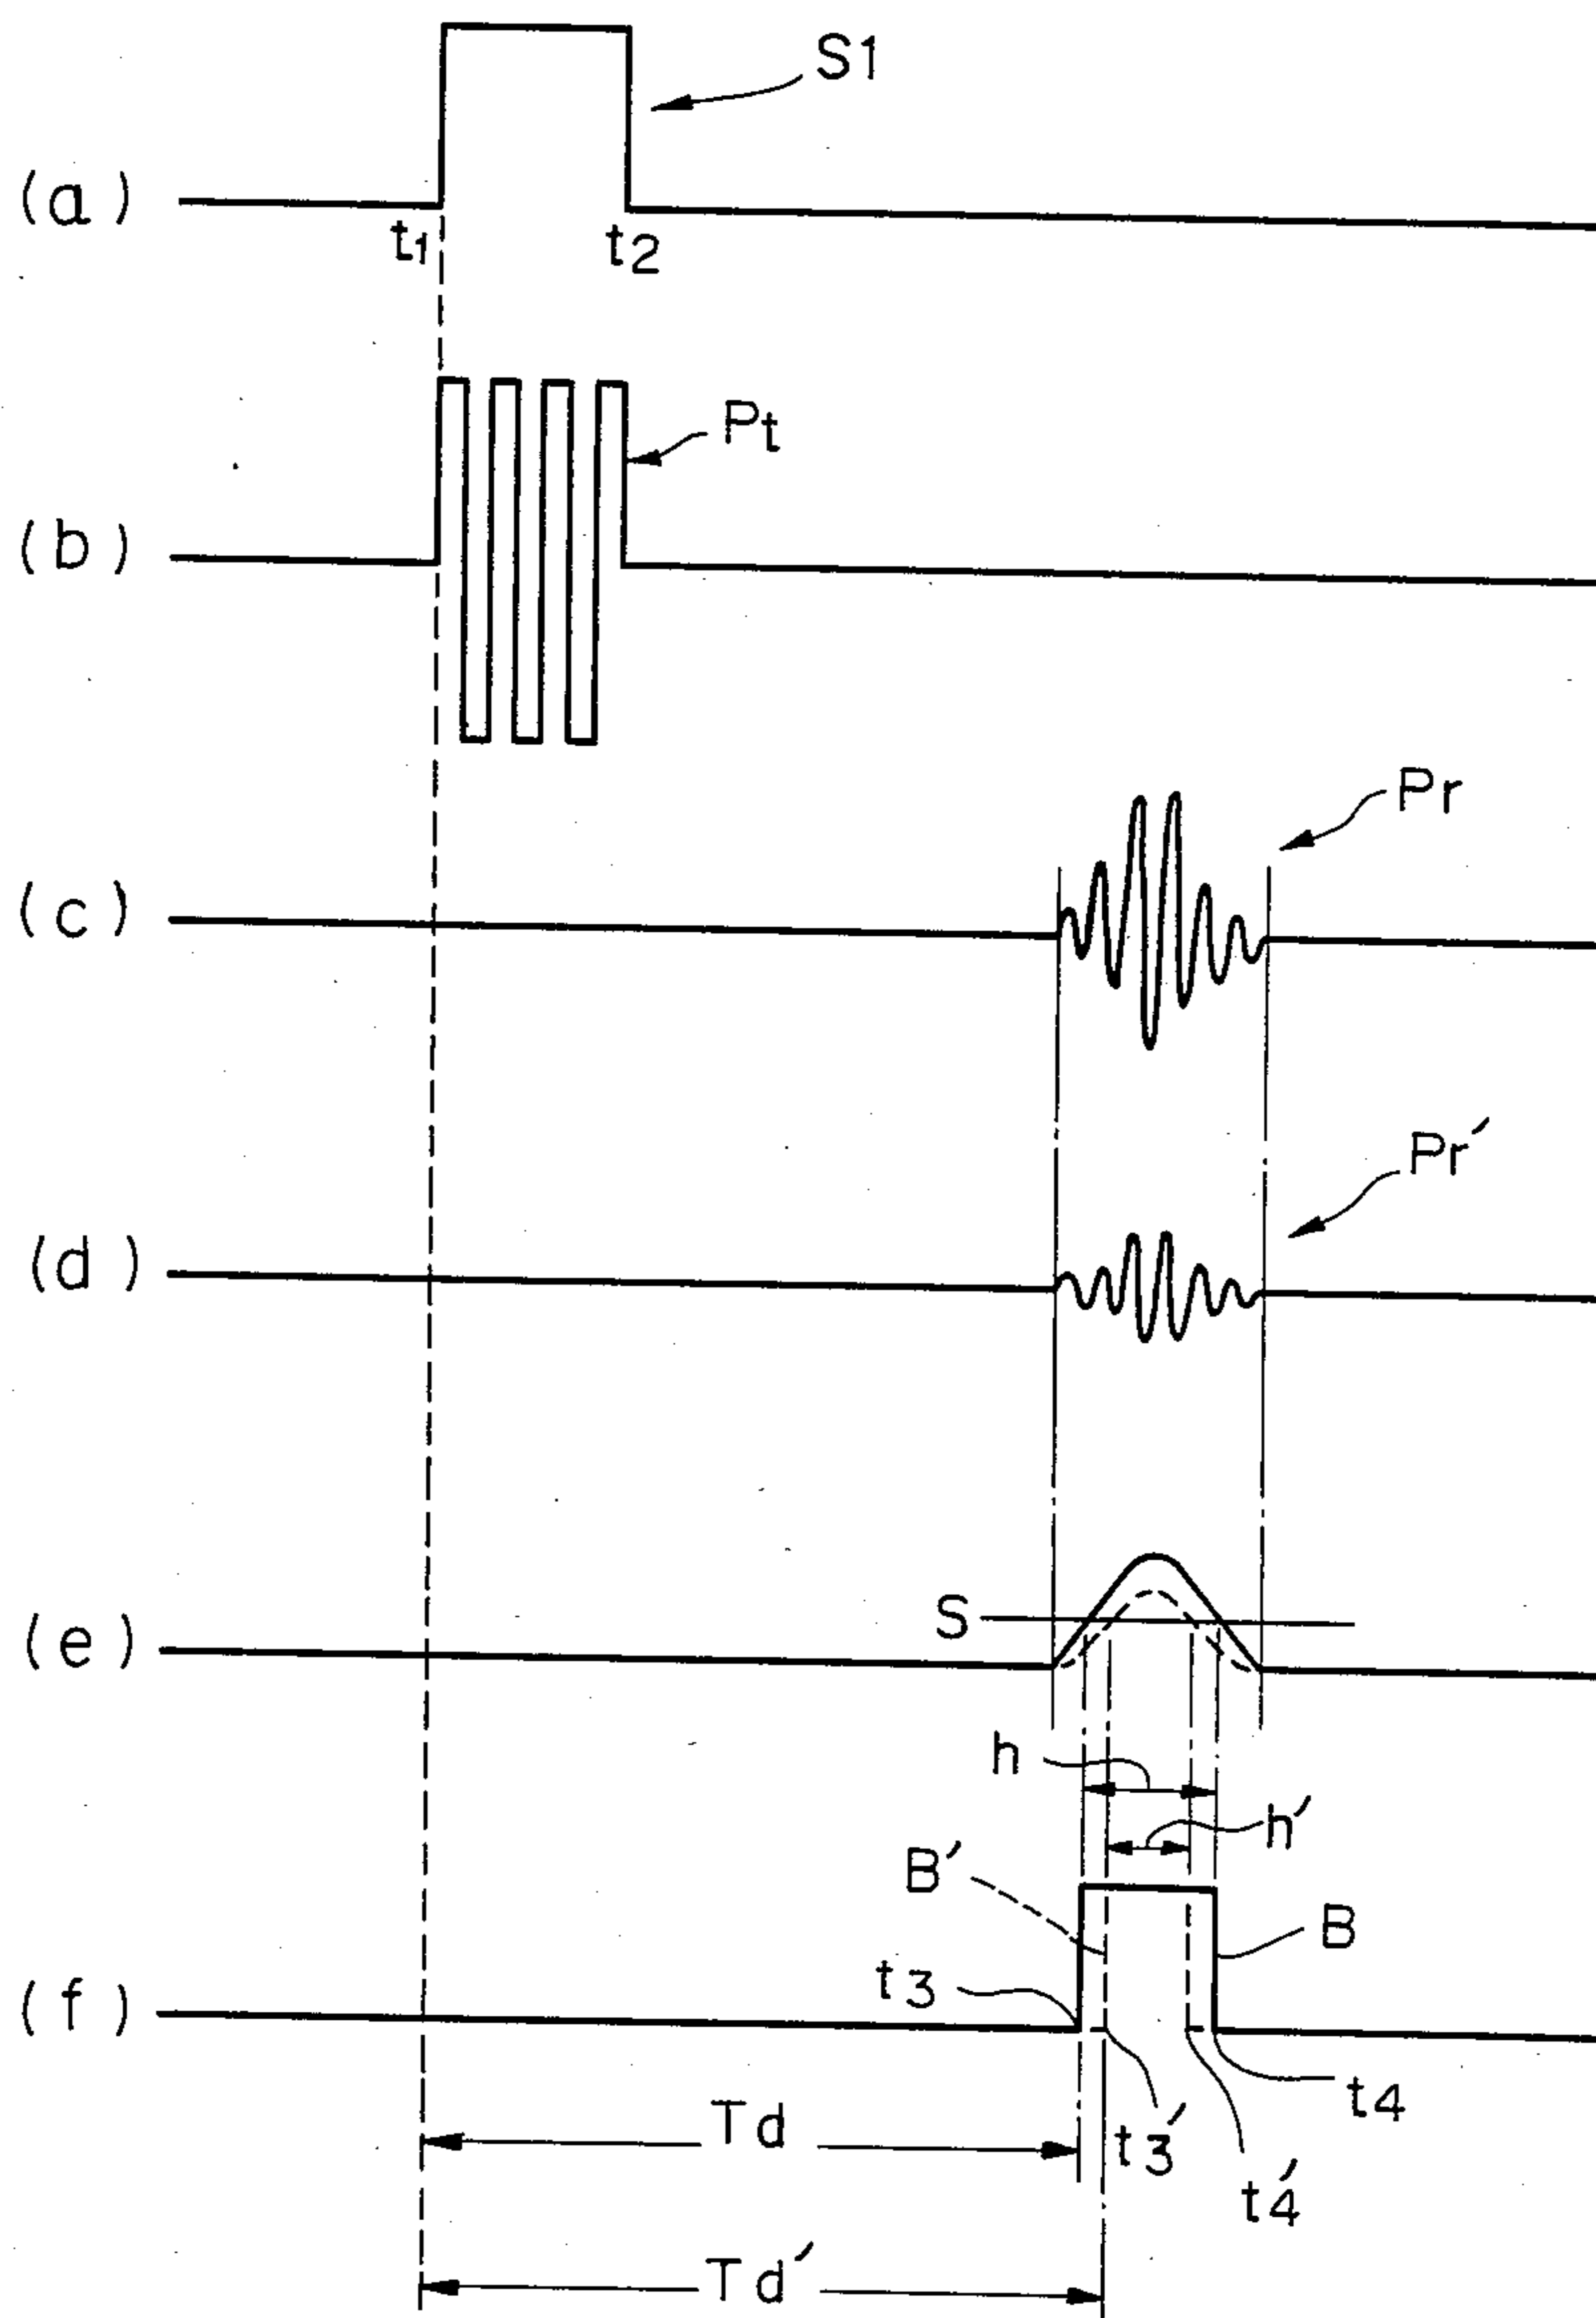 S1
(a)
t1
t2
Pt
(b)
Pr
(c)
Pr′
(d)
S
(e)
h
h′
B′
B
t3
(f)
t4
Td
t3′
t4′
Td′